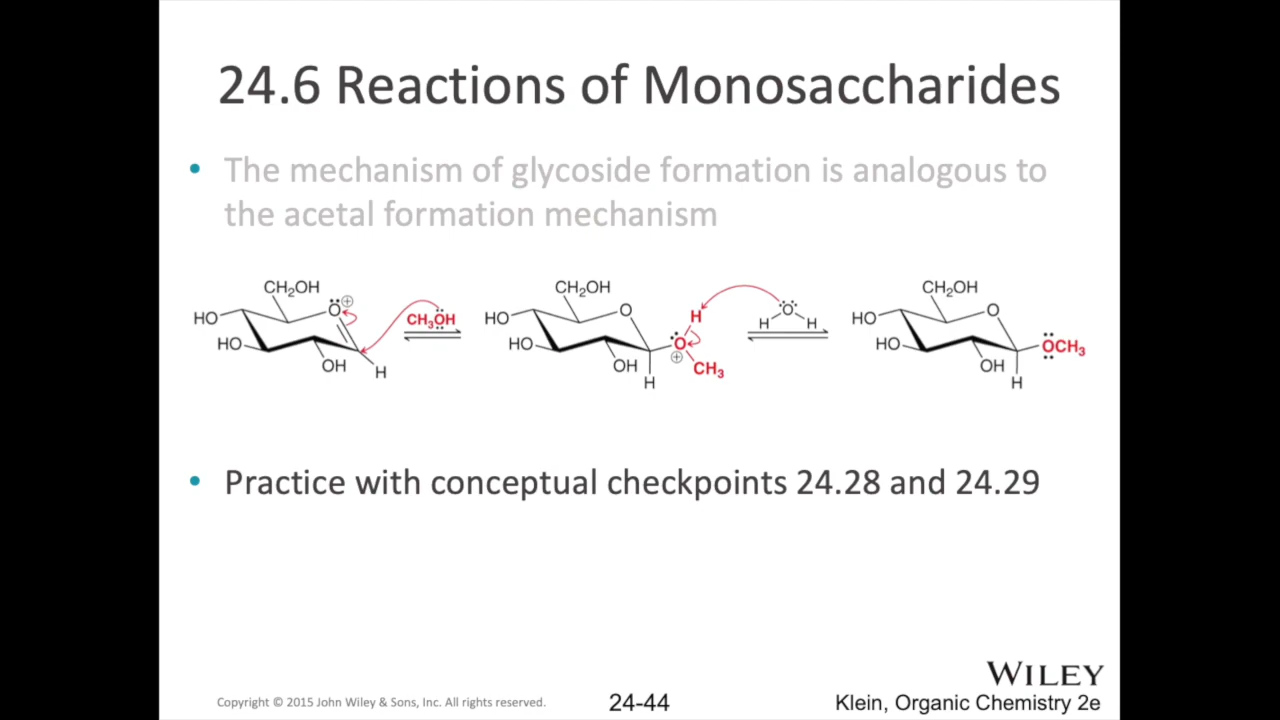 24.6 Reactions of Monosaccharides
• The mechanism of glycoside formation is analogous to
the acetal formation mechanism
CH₂OH
HO
HO
OH
H
O
⊕
CH₃OH
CH₂OH
HO
HO
OH
H
O
H
O
⊕
CH₃
O
H
H
CH₂OH
HO
HO
OH
H
O
OCH₃
• Practice with conceptual checkpoints 24.28 and 24.29
WILEY
Copyright © 2015 John Wiley & Sons, Inc. All rights reserved.
24-44
Klein, Organic Chemistry 2e